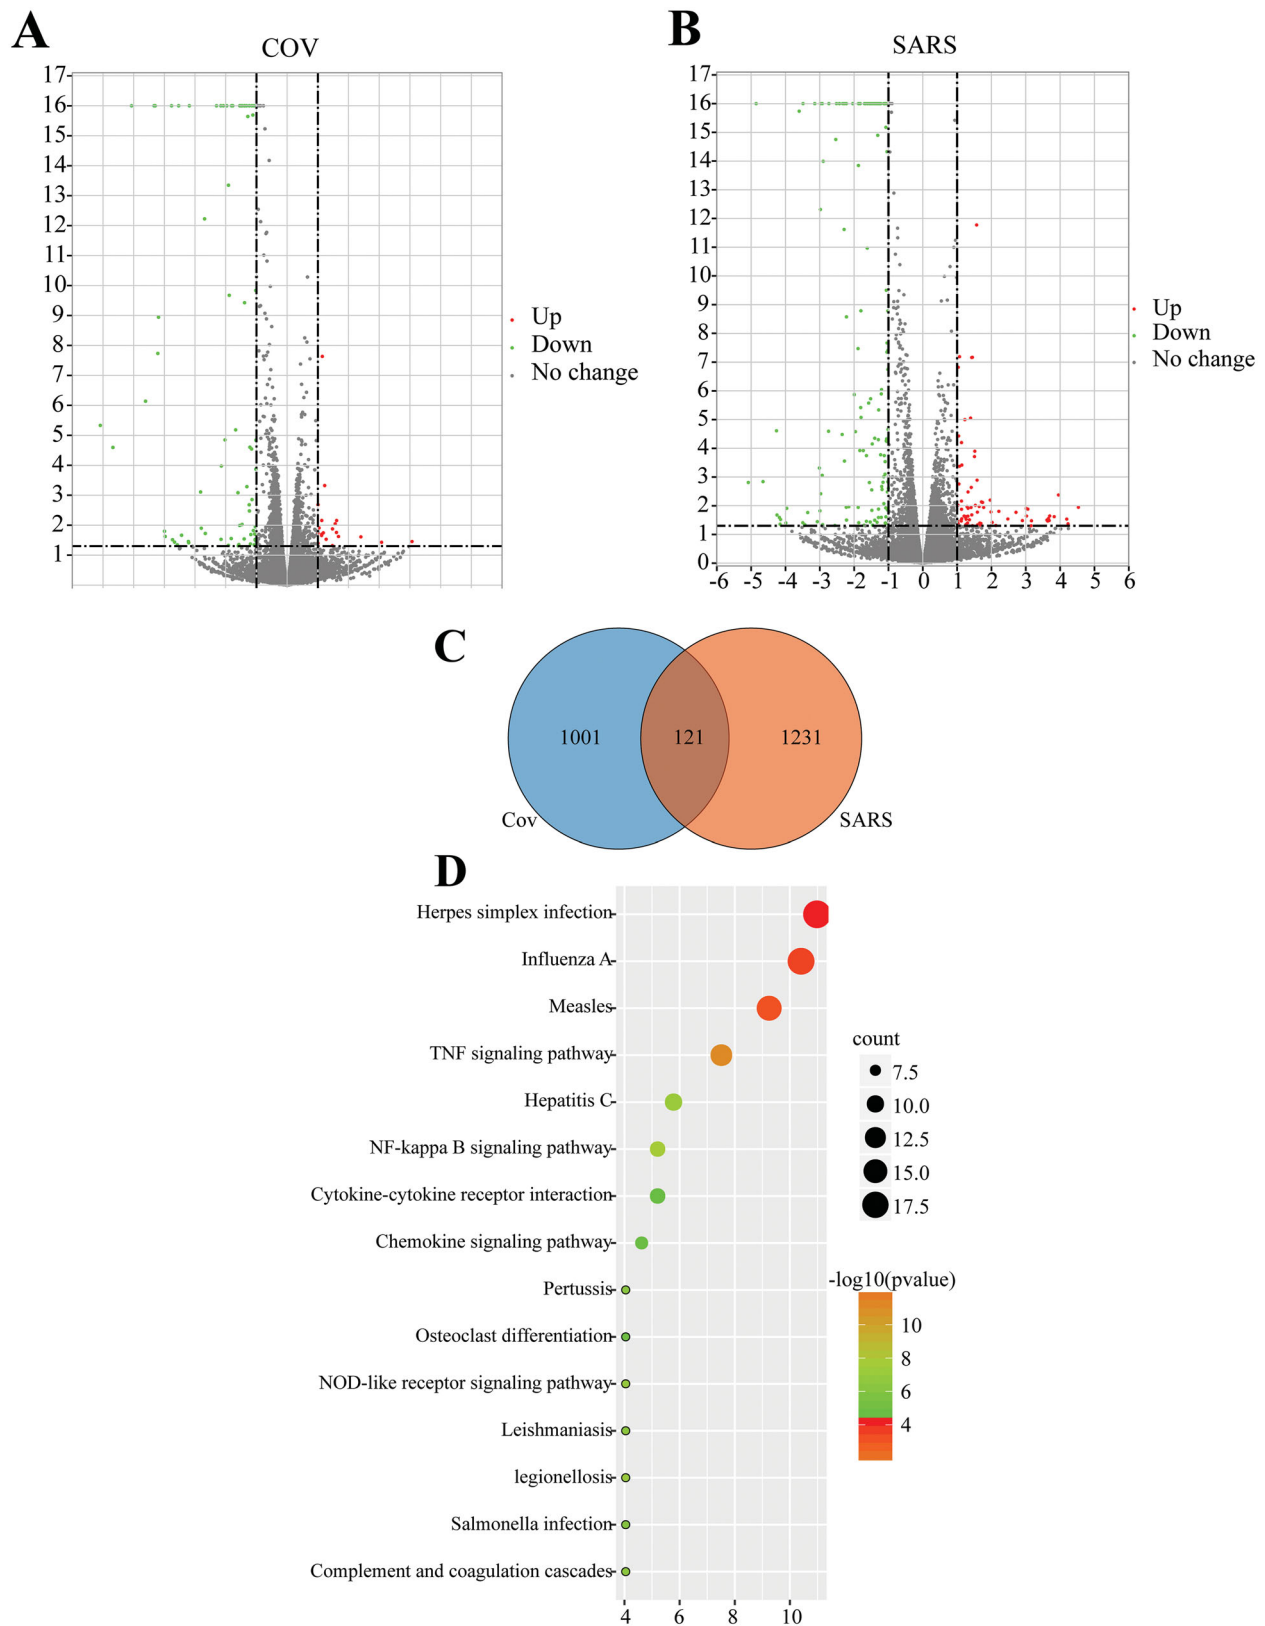 A
COV
17
16
15
14
13
12
11
10
9
8
7
6
5
4
3
2
1
Up
Down
No change
B
SARS
17
16
15
14
13
12
11
10
9
8
7
6
5
4
3
2
1
0
-6 -5 -4 -3 -2 -1 0 1 2 3 4 5 6
Up
Down
No change
C
1001 121 1231
Cov SARS
D
Herpes simplex infection
Influenza A
Measles
TNF signaling pathway
Hepatitis C
NF-kappa B signaling pathway
Cytokine-cytokine receptor interaction
Chemokine signaling pathway
Pertussis
Osteoclast differentiation
NOD-like receptor signaling pathway
Leishmaniasis
legionellosis
Salmonella infection
Complement and coagulation cascades
4 6 8 10
count
7.5
10.0
12.5
15.0
17.5
-log10(pvalue)
10
8
6
4